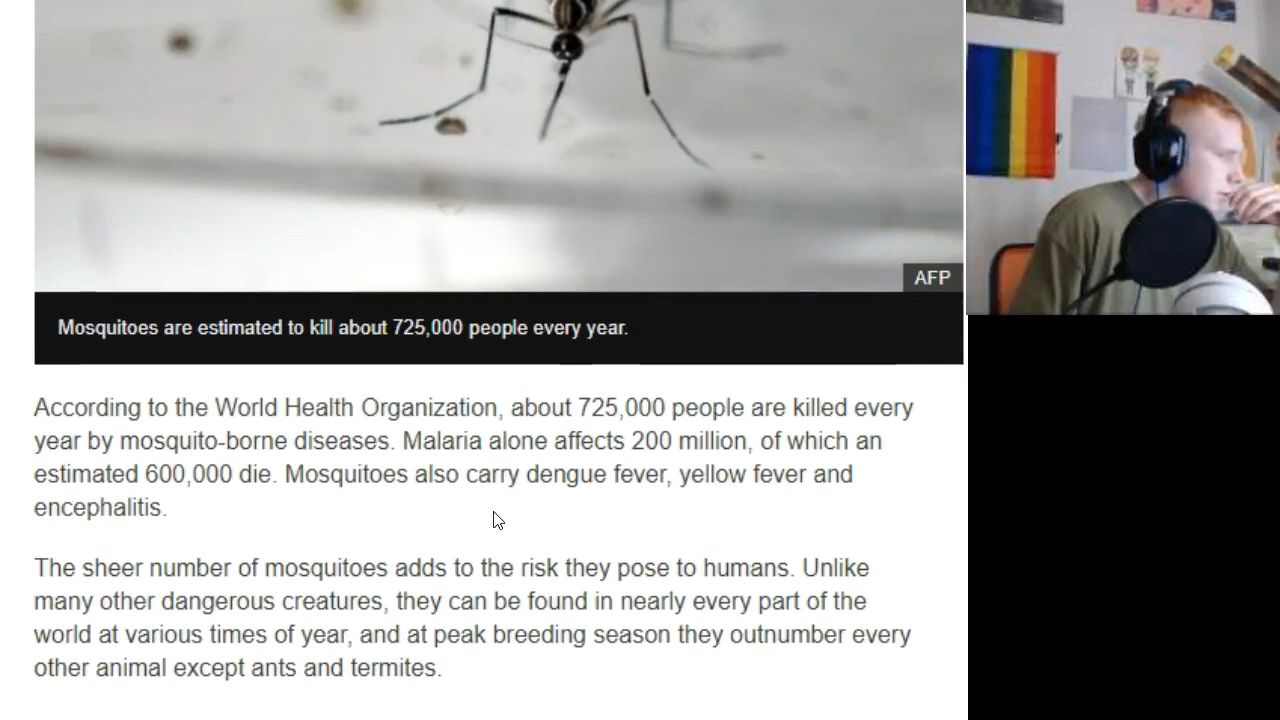 AFP
Mosquitoes are estimated to kill about 725,000 people every year.
According to the World Health Organization, about 725,000 people are killed every
year by mosquito-borne diseases. Malaria alone affects 200 million, of which an
estimated 600,000 die. Mosquitoes also carry dengue fever, yellow fever and
encephalitis.
The sheer number of mosquitoes adds to the risk they pose to humans. Unlike
many other dangerous creatures, they can be found in nearly every part of the
world at various times of year, and at peak breeding season they outnumber every
other animal except ants and termites.